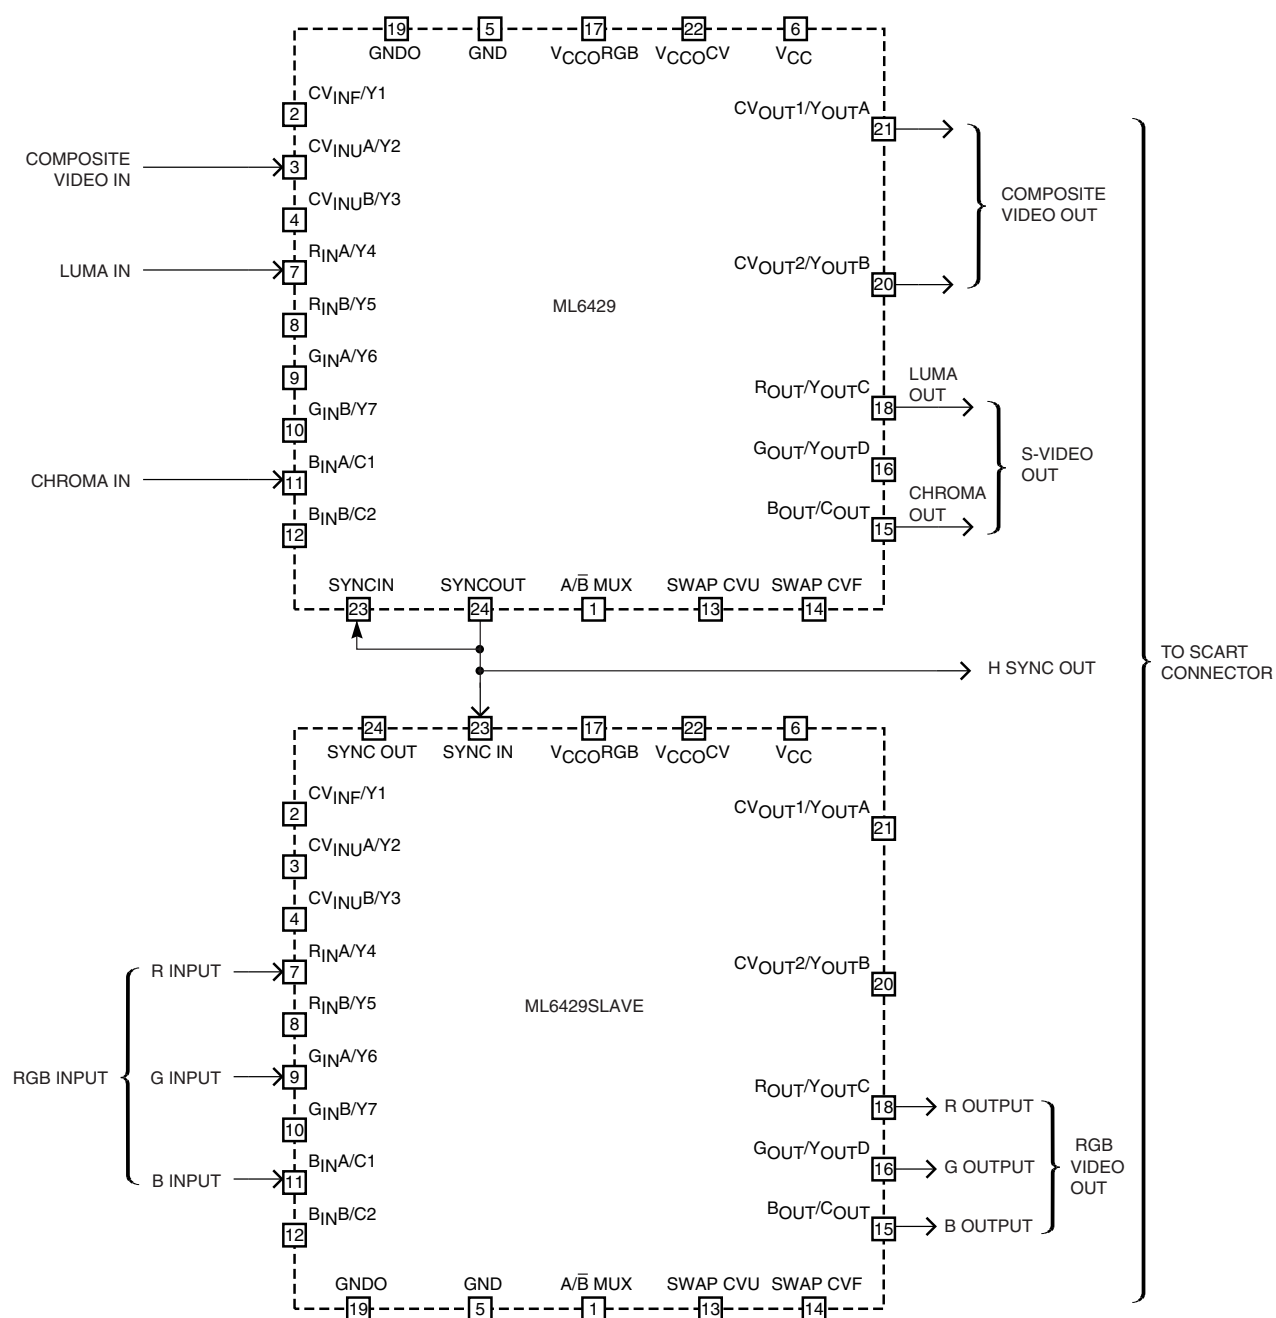 19 5 17 22 6
GNDO GND VCCORGB VCCOCV VCC
CVINF/Y1
2
CVOUT1/YOUTA
21
CVINUA/Y2
COMPOSITE
VIDEO IN
3
CVINUB/Y3
4
COMPOSITE
VIDEO OUT
RINA/Y4
LUMA IN 7
CVOUT2/YOUTB
20
RINB/Y5
8
ML6429
GINA/Y6
9
ROUT/YOUTC
18
LUMA
OUT
GINB/Y7
10
GOUT/YOUTD
16
S-VIDEO
OUT
BINA/C1
CHROMA IN 11
BOUT/COUT
15
CHROMA
OUT
BINB/C2
12
SYNCIN SYNCOUT A/B̅ MUX SWAP CVU SWAP CVF
23 24 1 13 14
H SYNC OUT
TO SCART
CONNECTOR
24 23 17 22 6
SYNC OUT SYNC IN VCCORGB VCCOCV VCC
CVINF/Y1
2
CVOUT1/YOUTA
21
CVINUA/Y2
3
CVINUB/Y3
4
RINA/Y4
R INPUT 7
CVOUT2/YOUTB
20
RINB/Y5
8
ML6429SLAVE
GINA/Y6
RGB INPUT G INPUT 9
ROUT/YOUTC
18 R OUTPUT
GINB/Y7
10
GOUT/YOUTD
16 G OUTPUT
RGB
VIDEO
OUT
BINA/C1
B INPUT 11
BOUT/COUT
15 B OUTPUT
BINB/C2
12
GNDO GND A/B̅ MUX SWAP CVU SWAP CVF
19 5 1 13 14